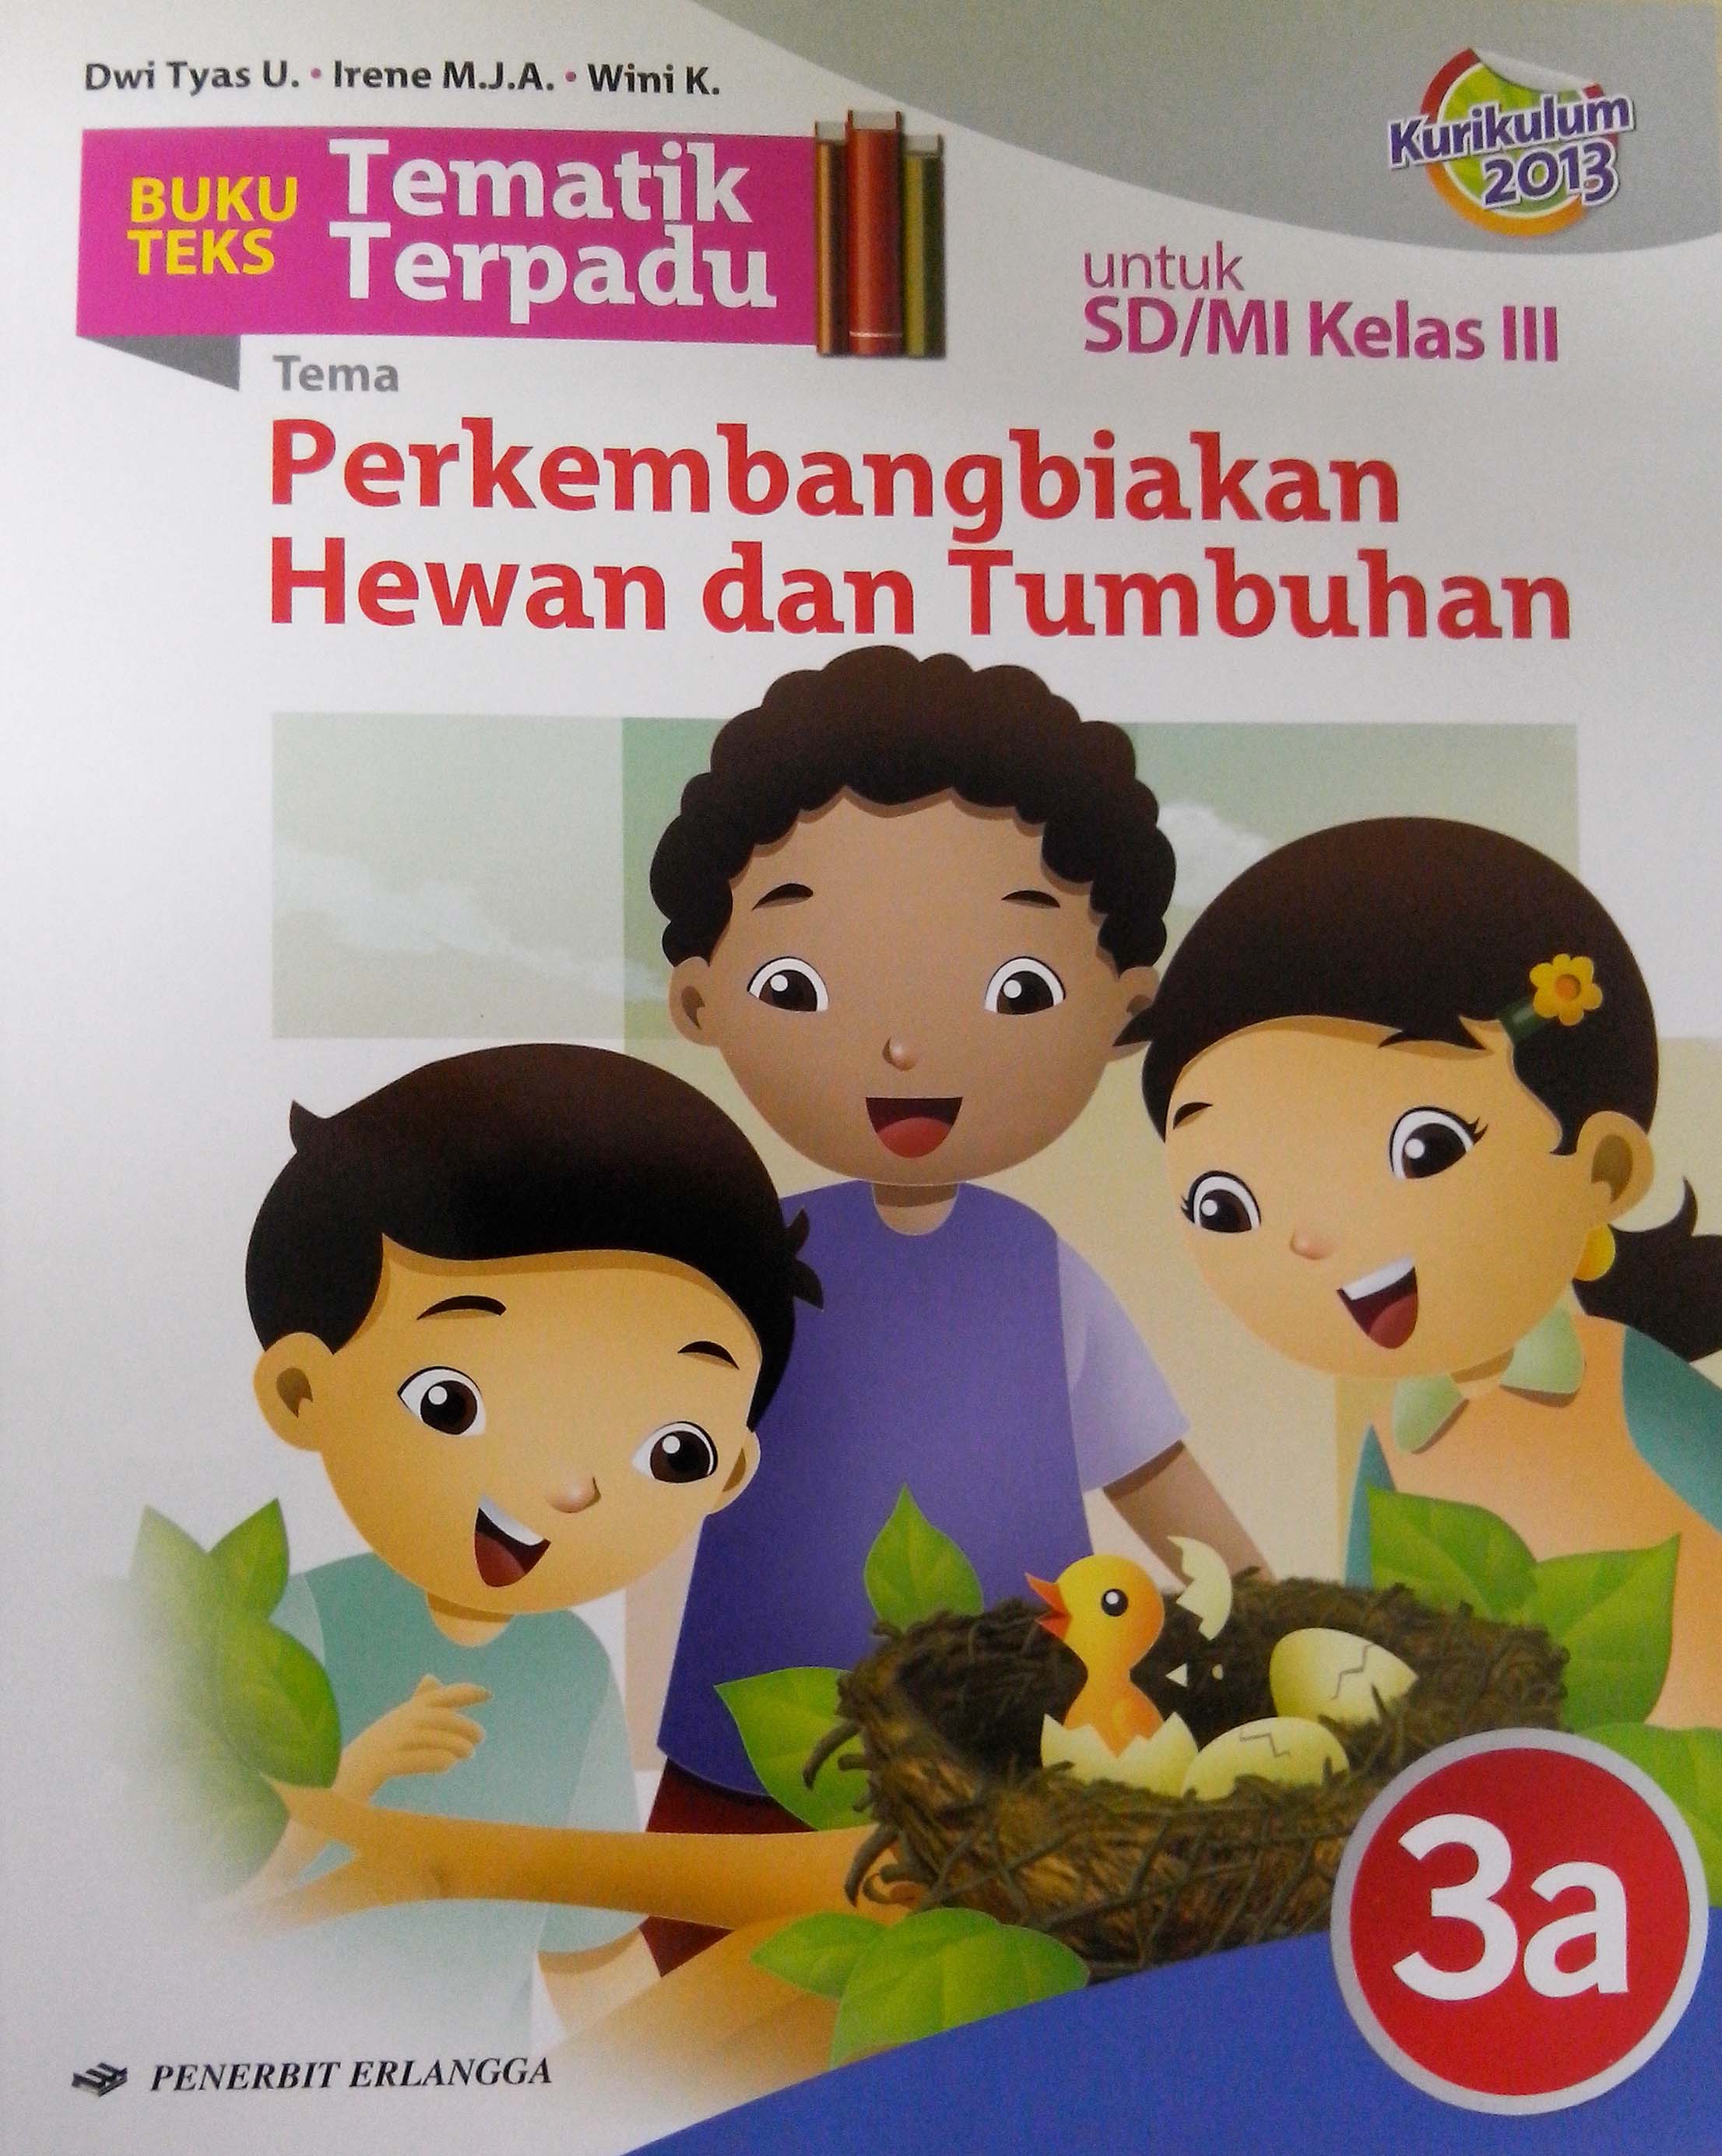 Dwi Tyas U. • Irene M.J.A. • Wini K.
Kurikulum
2013
BUKU
TEKS
Tematik
Terpadu
untuk
SD/MI Kelas III
Tema
Perkembangbiakan
Hewan dan Tumbuhan
3a
PENERBIT ERLANGGA